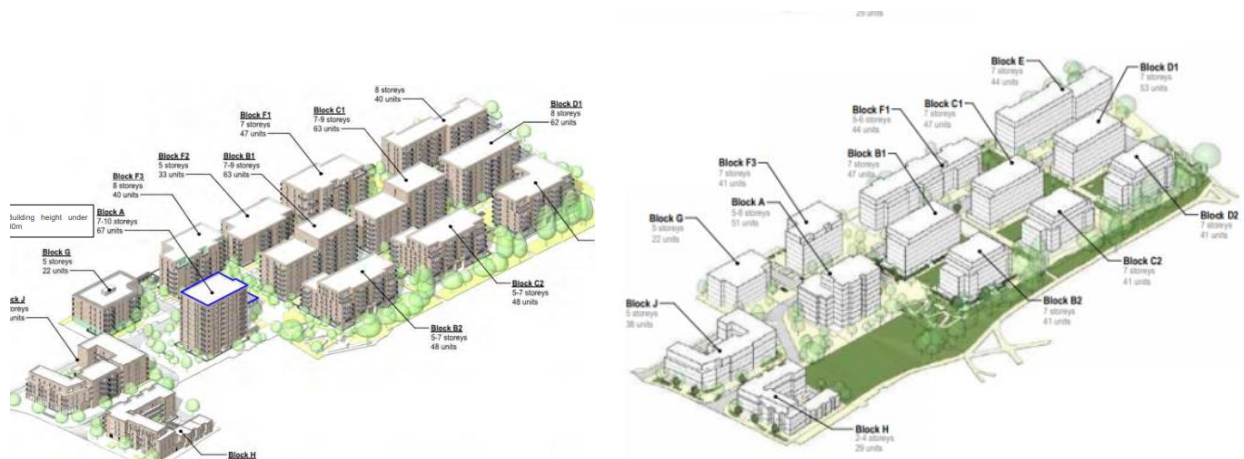 8 storeys
40 units
Block D1
8 storeys
62 units
Block C1
7-9 storeys
63 units
Block F1
7 storeys
47 units
Block F2
5 storeys
33 units
Block B1
7-9 storeys
63 units
Block F3
8 storeys
40 units
Building height under
Block A
7-10 storeys
67 units
Block G
5 storeys
22 units
Block C2
5-7 storeys
48 units
Block B2
5-7 storeys
48 units
Block H
29 units
Block E
7 storeys
44 units
Block D1
7 storeys
53 units
Block F1
5-6 storeys
44 units
Block C1
7 storeys
47 units
Block B1
7 storeys
47 units
Block F3
7 storeys
41 units
Block A
5-8 storeys
51 units
Block G
5 storeys
22 units
Block D2
7 storeys
41 units
Block C2
7 storeys
41 units
Block B2
7 storeys
41 units
Block J
5 storeys
38 units
Block H
2-4 storeys
29 units